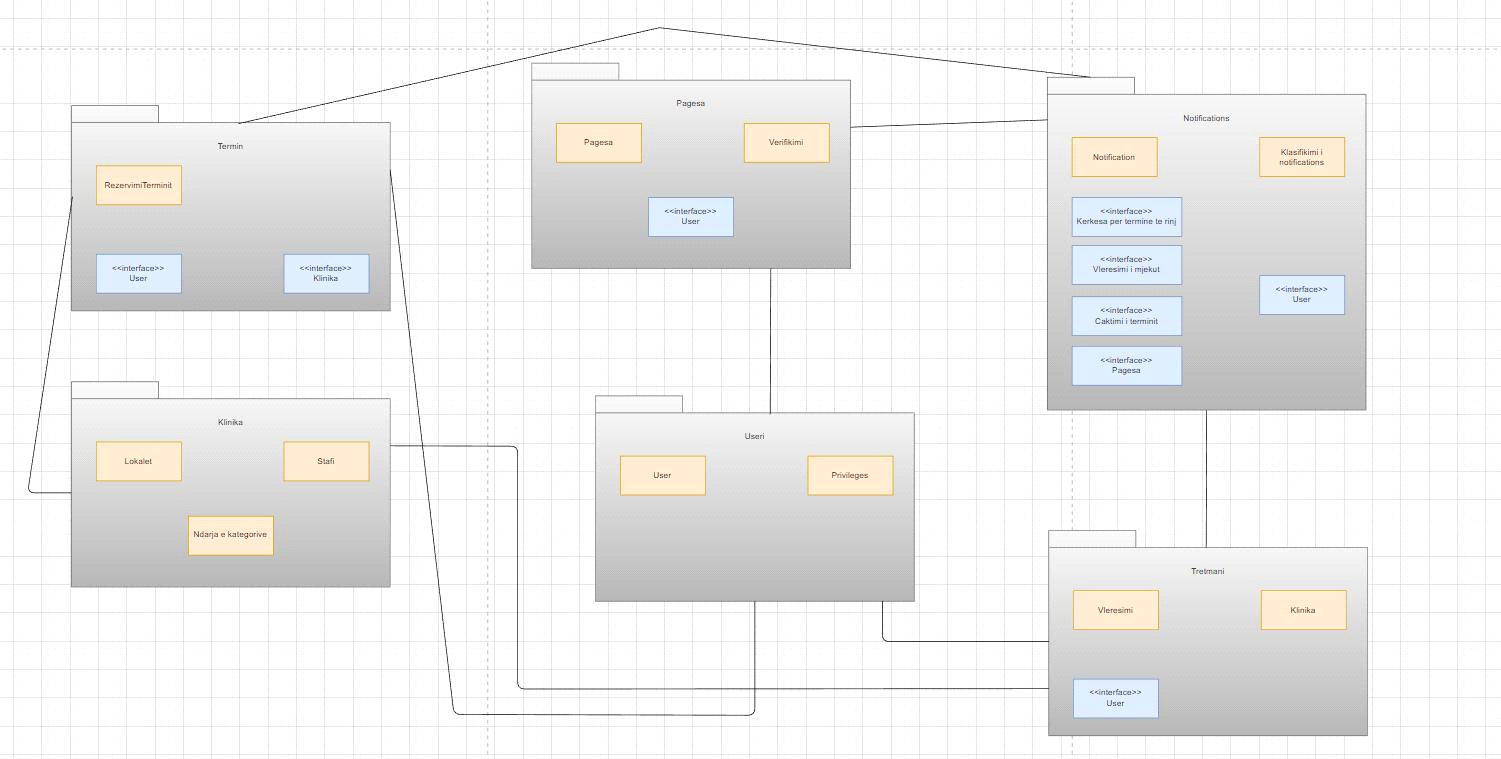 Termin
RezervimiTerminit
<<interface>>
User
<<interface>>
Klinika
Pagesa
Pagesa
Verifikimi
<<interface>>
User
Notifications
Notification
Klasifikimi i
notifications
<<interface>>
Kerkesa per termine te rinj
<<interface>>
Vleresimi i mjekut
<<interface>>
User
<<interface>>
Caktimi i terminit
<<interface>>
Pagesa
Klinika
Lokalet
Stafi
Ndarja e kategorive
Useri
User
Privileges
Tretmani
Vleresimi
Klinika
<<interface>>
User